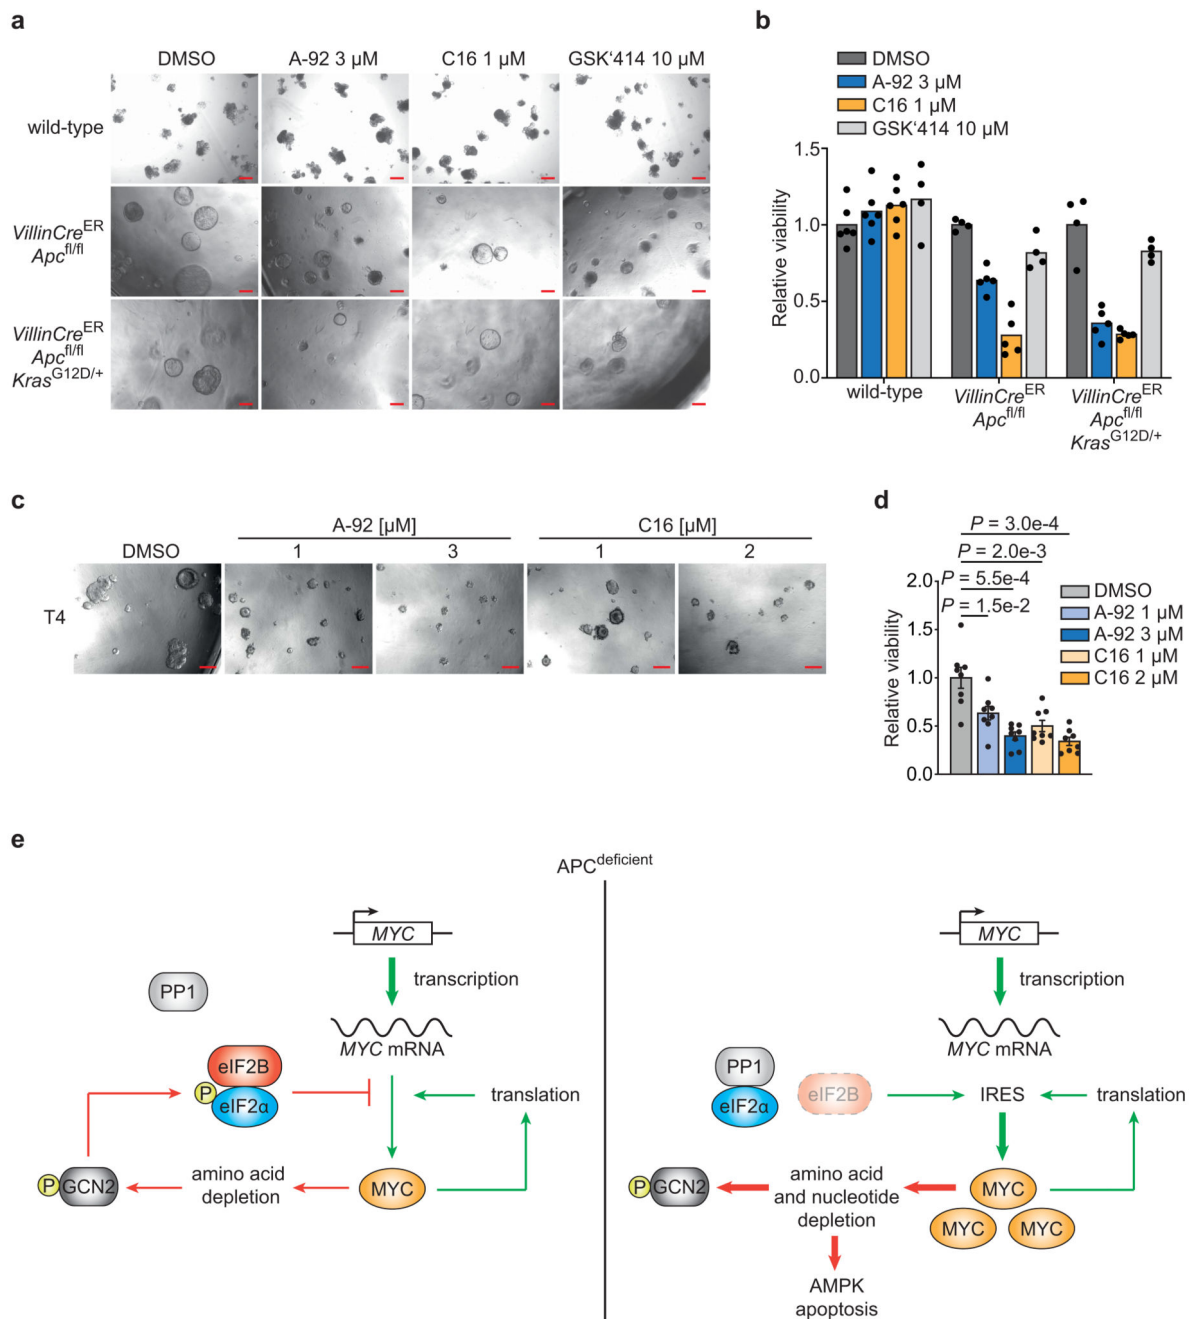 a
DMSO
A-92 3 µM
C16 1 µM
GSK‘414 10 µM
wild-type
VillinCreER
Apcfl/fl
VillinCreER
Apcfl/fl
KrasG12D/+
b
DMSO
A-92 3 µM
C16 1 µM
GSK‘414 10 µM
Relative viability
1.5
1.0
0.5
0.0
wild-type
VillinCreER
Apcfl/fl
VillinCreER
Apcfl/fl
KrasG12D/+
c
A-92 [µM]
C16 [µM]
DMSO
1
3
1
2
T4
d
P = 3.0e-4
P = 2.0e-3
P = 5.5e-4
P = 1.5e-2
Relative viability
2.0
1.5
1.0
0.5
0.0
DMSO
A-92 1 µM
A-92 3 µM
C16 1 µM
C16 2 µM
e
APCdeficient
MYC
transcription
PP1
MYC mRNA
eIF2B
P
eIF2α
translation
P
GCN2
amino acid
depletion
MYC
MYC
transcription
MYC mRNA
PP1
eIF2α
eIF2B
IRES
translation
P
GCN2
amino acid
and nucleotide
depletion
MYC
MYC
MYC
AMPK
apoptosis